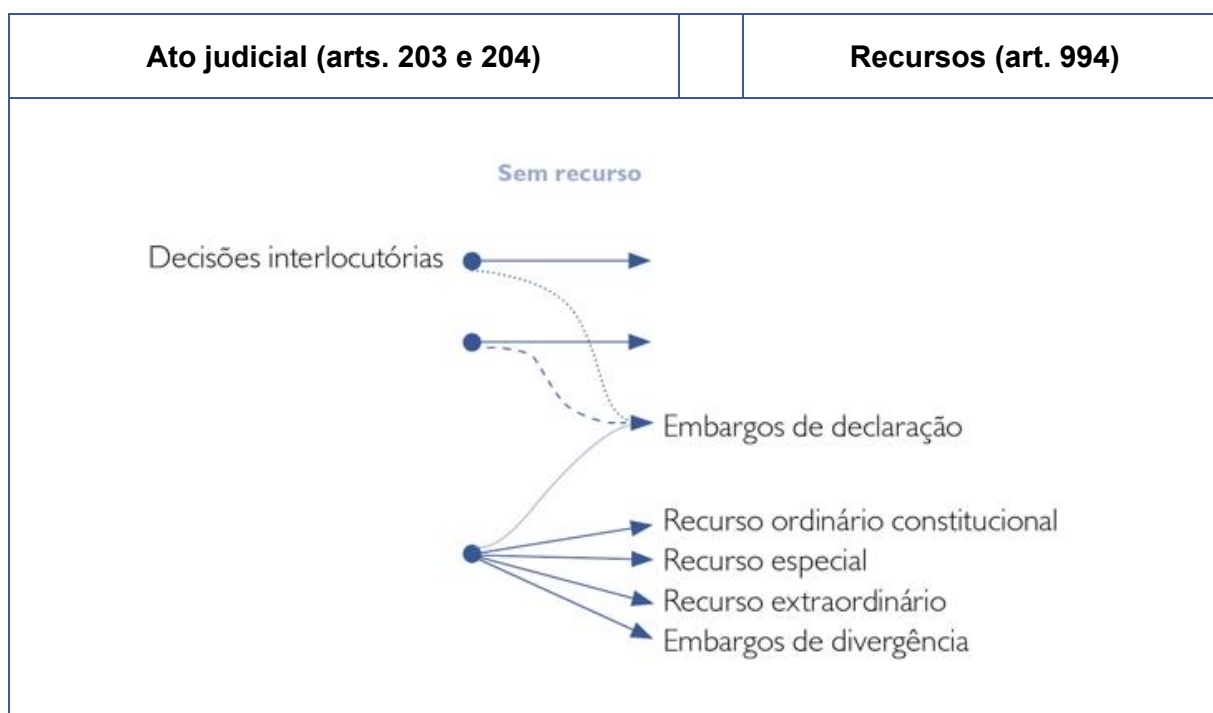 Ato judicial (arts. 203 e 204)
Recursos (art. 994)
Sem recurso
Decisões interlocutórias
Embargos de declaração
Recurso ordinário constitucional
Recurso especial
Recurso extraordinário
Embargos de divergência